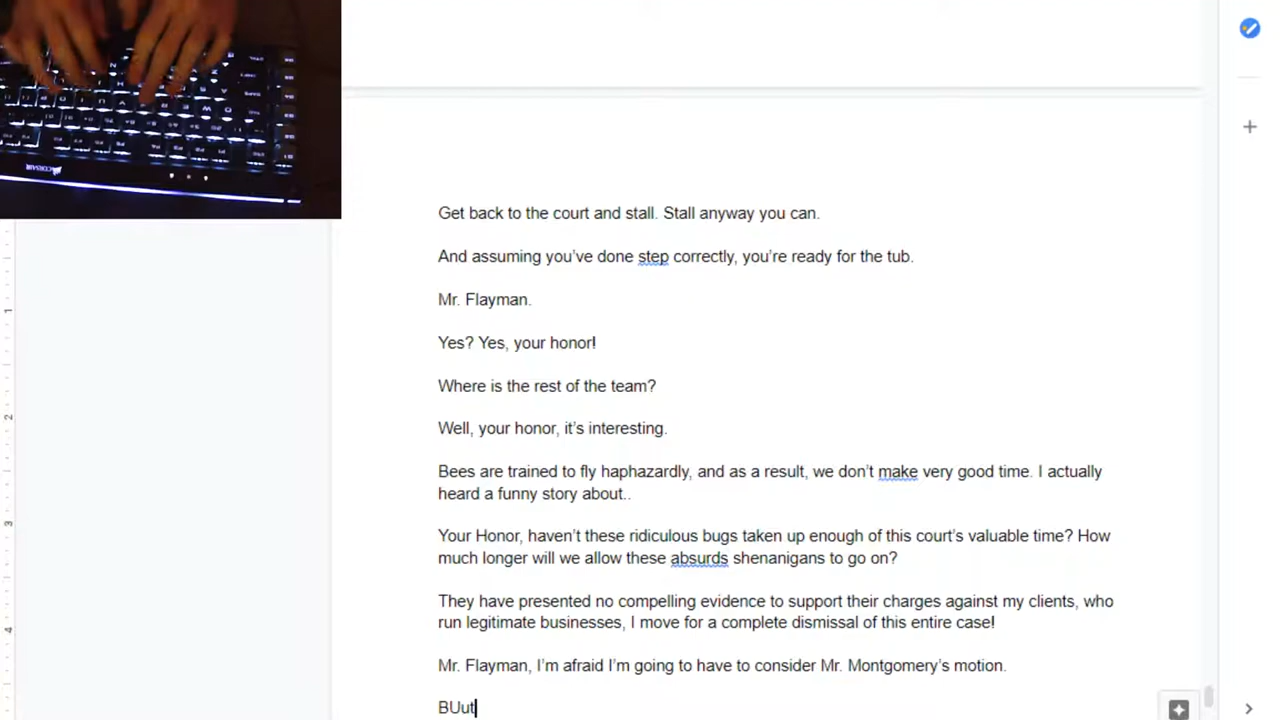 CORSAIR
Get back to the court and stall. Stall anyway you can.
And assuming you’ve done step correctly, you’re ready for the tub.
Mr. Flayman.
Yes? Yes, your honor!
Where is the rest of the team?
Well, your honor, it’s interesting.
Bees are trained to fly haphazardly, and as a result, we don’t make very good time. I actually
heard a funny story about..
Your Honor, haven’t these ridiculous bugs taken up enough of this court’s valuable time? How
much longer will we allow these absurds shenanigans to go on?
They have presented no compelling evidence to support their charges against my clients, who
run legitimate businesses, I move for a complete dismissal of this entire case!
Mr. Flayman, I’m afraid I’m going to have to consider Mr. Montgomery’s motion.
BUut
1
2
3
4